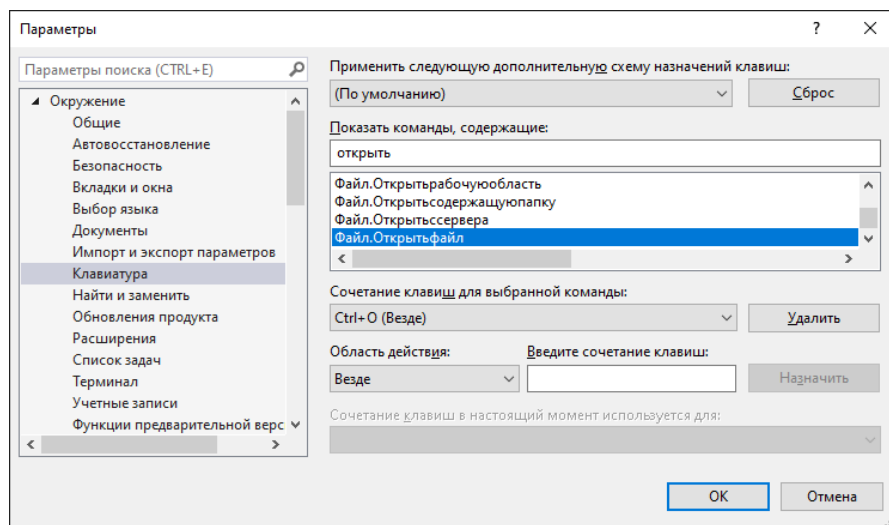 Параметры
?
Параметры поиска (CTRL+E)
Окружение
Общие
Автовосстановление
Безопасность
Вкладки и окна
Выбор языка
Документы
Импорт и экспорт параметров
Клавиатура
Найти и заменить
Обновления продукта
Расширения
Список задач
Терминал
Учетные записи
Функции предварительной верс
Применить следующую дополнительную схему назначений клавиш:
(По умолчанию)
Сброс
Показать команды, содержащие:
открыть
Файл.Открытьрабочуюобласть
Файл.Открытьсодержащуюпапку
Файл.Открытьссервера
Файл.Открытьфайл
Сочетание клавиш для выбранной команды:
Ctrl+O (Везде)
Удалить
Область действия:
Введите сочетание клавиш:
Везде
Назначить
Сочетание клавиш в настоящий момент используется для:
ОК
Отмена